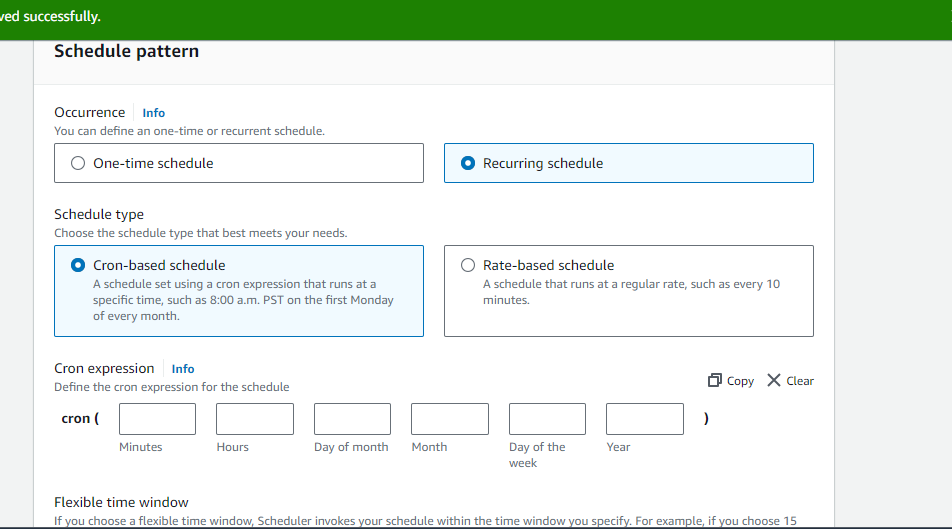 ved successfully.
Schedule pattern
Occurrence Info
You can define an one-time or recurrent schedule.
One-time schedule
Recurring schedule
Schedule type
Choose the schedule type that best meets your needs.
Cron-based schedule
A schedule set using a cron expression that runs at a
specific time, such as 8:00 a.m. PST on the first Monday
of every month.
Rate-based schedule
A schedule that runs at a regular rate, such as every 10
minutes.
Cron expression Info
Define the cron expression for the schedule
Copy Clear
cron ( )
Minutes Hours Day of month Month Day of the Year
week
Flexible time window
If you choose a flexible time window, Scheduler invokes your schedule within the time window you specify. For example, if you choose 15